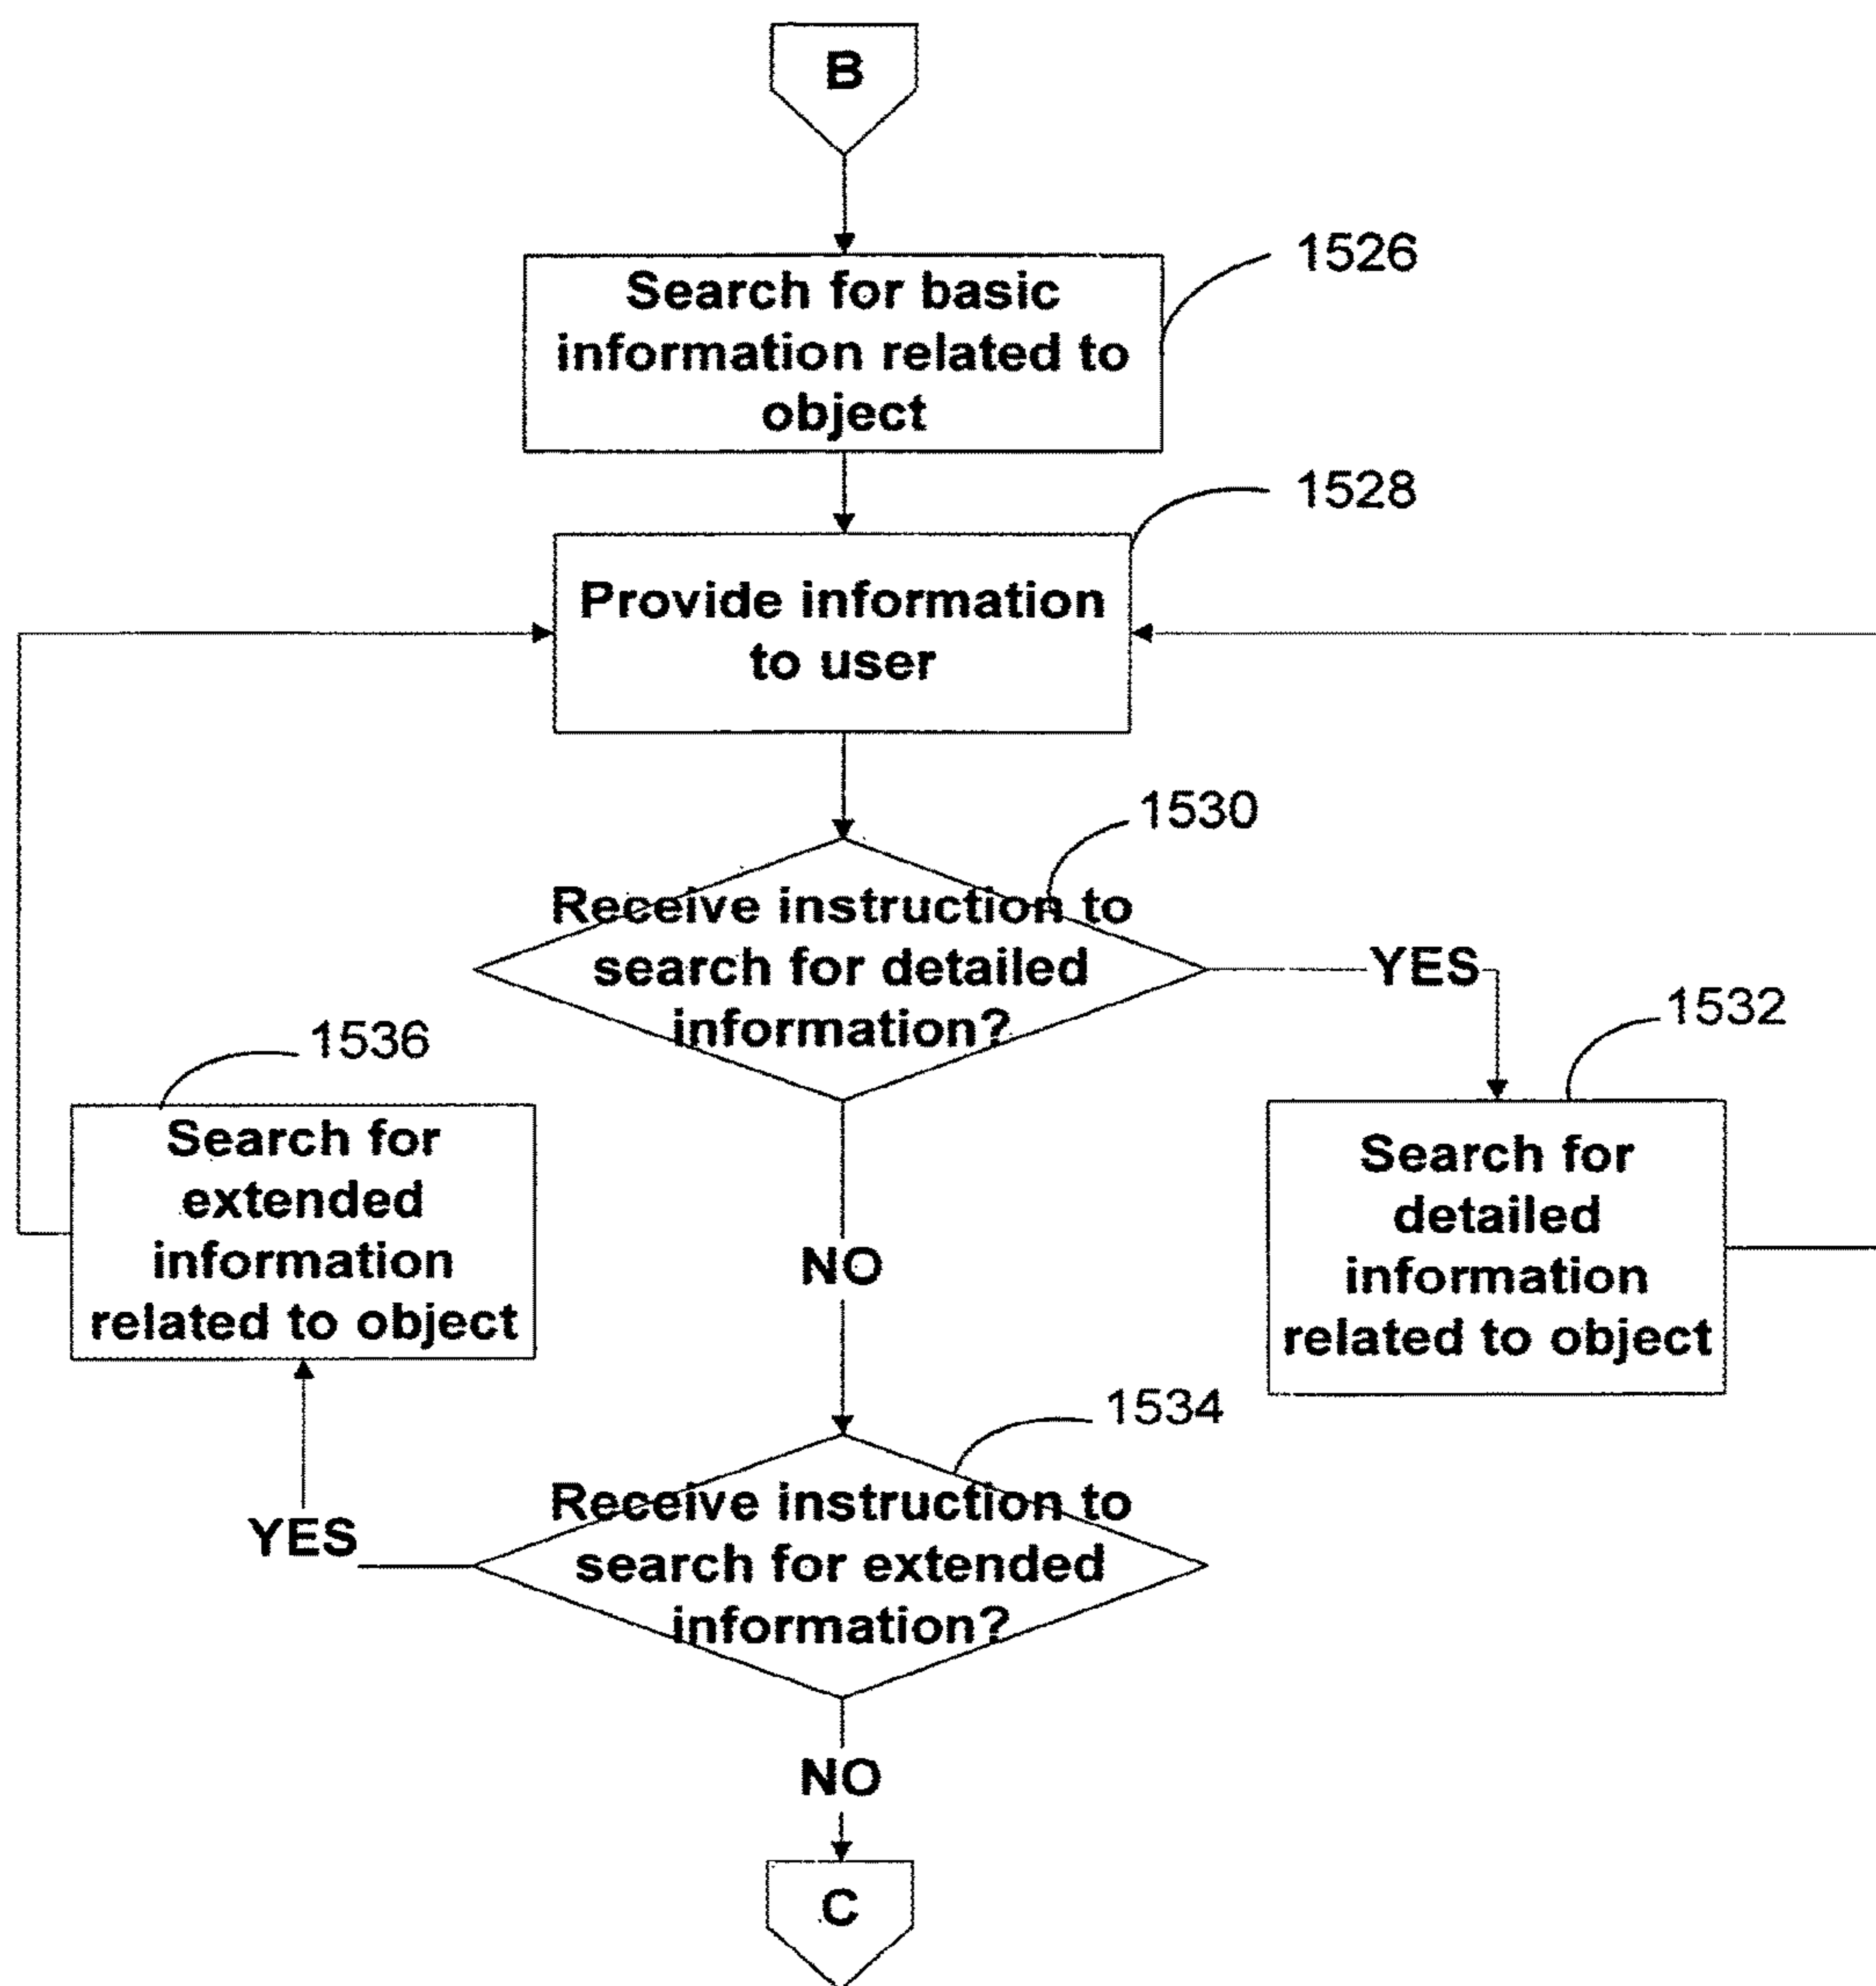 B
1526
Search for basic
information related to
object
1528
Provide information
to user
1530
Receive instruction to
search for detailed
information?
YES
1532
Search for
detailed
information
related to object
1536
Search for
extended
information
related to object
NO
1534
Receive instruction to
search for extended
information?
YES
NO
C